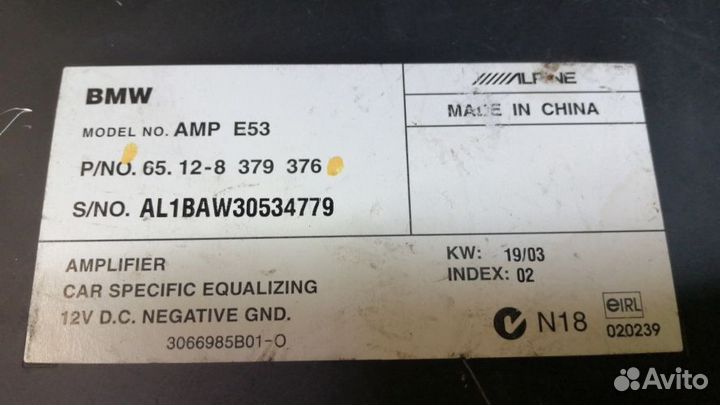 BMW
MODEL NO. AMP E53
P/NO. 65. 12-8 379 376
S/NO. AL1BAW30534779
ALPINE
MADE IN CHINA
AMPLIFIER
CAR SPECIFIC EQUALIZING
12V D.C. NEGATIVE GND.
3066985B01-O
KW: 19/03
INDEX: 02
N18
eIRL
020239
Avito